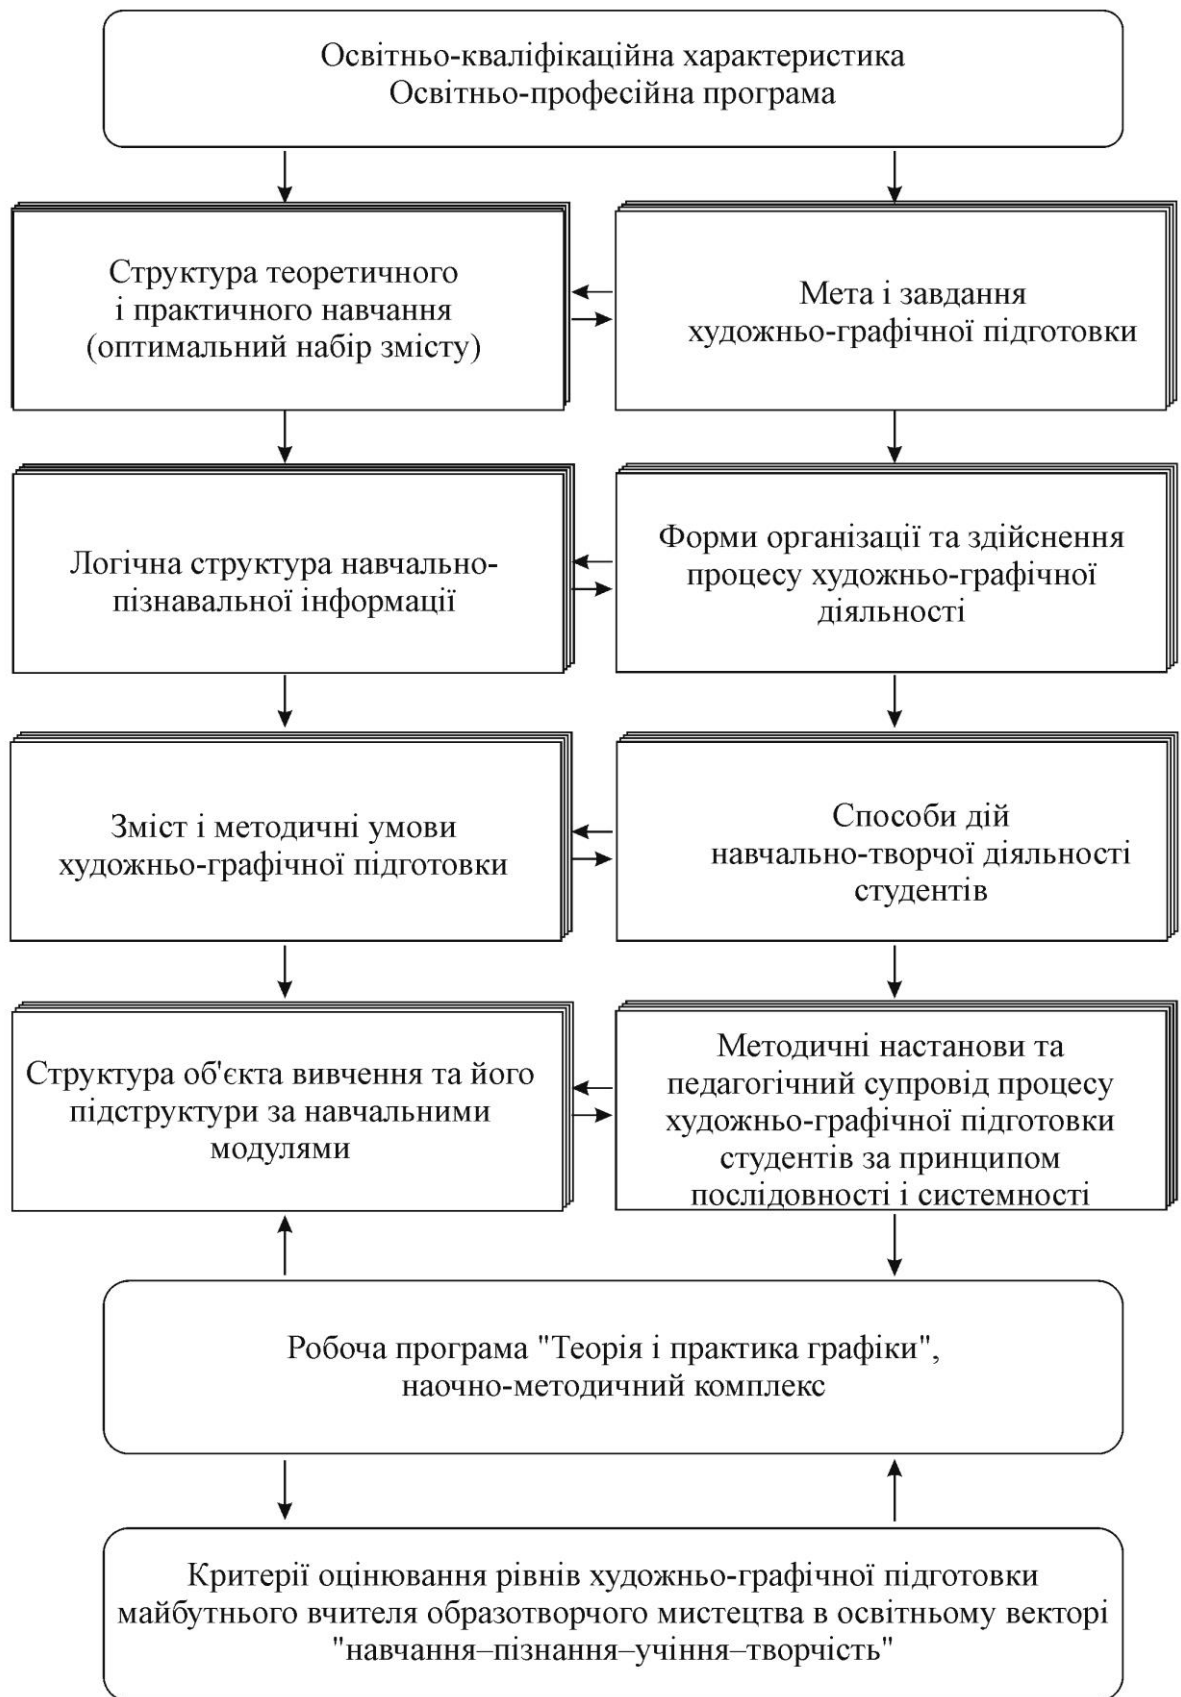 Освітньо-кваліфікаційна характеристика
Освітньо-професійна програма
Структура теоретичного
і практичного навчання
(оптимальний набір змісту)
Мета і завдання
художньо-графічної підготовки
Логічна структура навчально-
пізнавальної інформації
Форми організації та здійснення
процесу художньо-графічної
діяльності
Зміст і методичні умови
художньо-графічної підготовки
Способи дій
навчально-творчої діяльності
студентів
Структура об'єкта вивчення та його
підструктури за навчальними
модулями
Методичні настанови та
педагогічний супровід процесу
художньо-графічної підготовки
студентів за принципом
послідовності і системності
Робоча програма "Теорія і практика графіки",
наочно-методичний комплекс
Критерії оцінювання рівнів художньо-графічної підготовки
майбутнього вчителя образотворчого мистецтва в освітньому векторі
"навчання–пізнання–учіння–творчість"